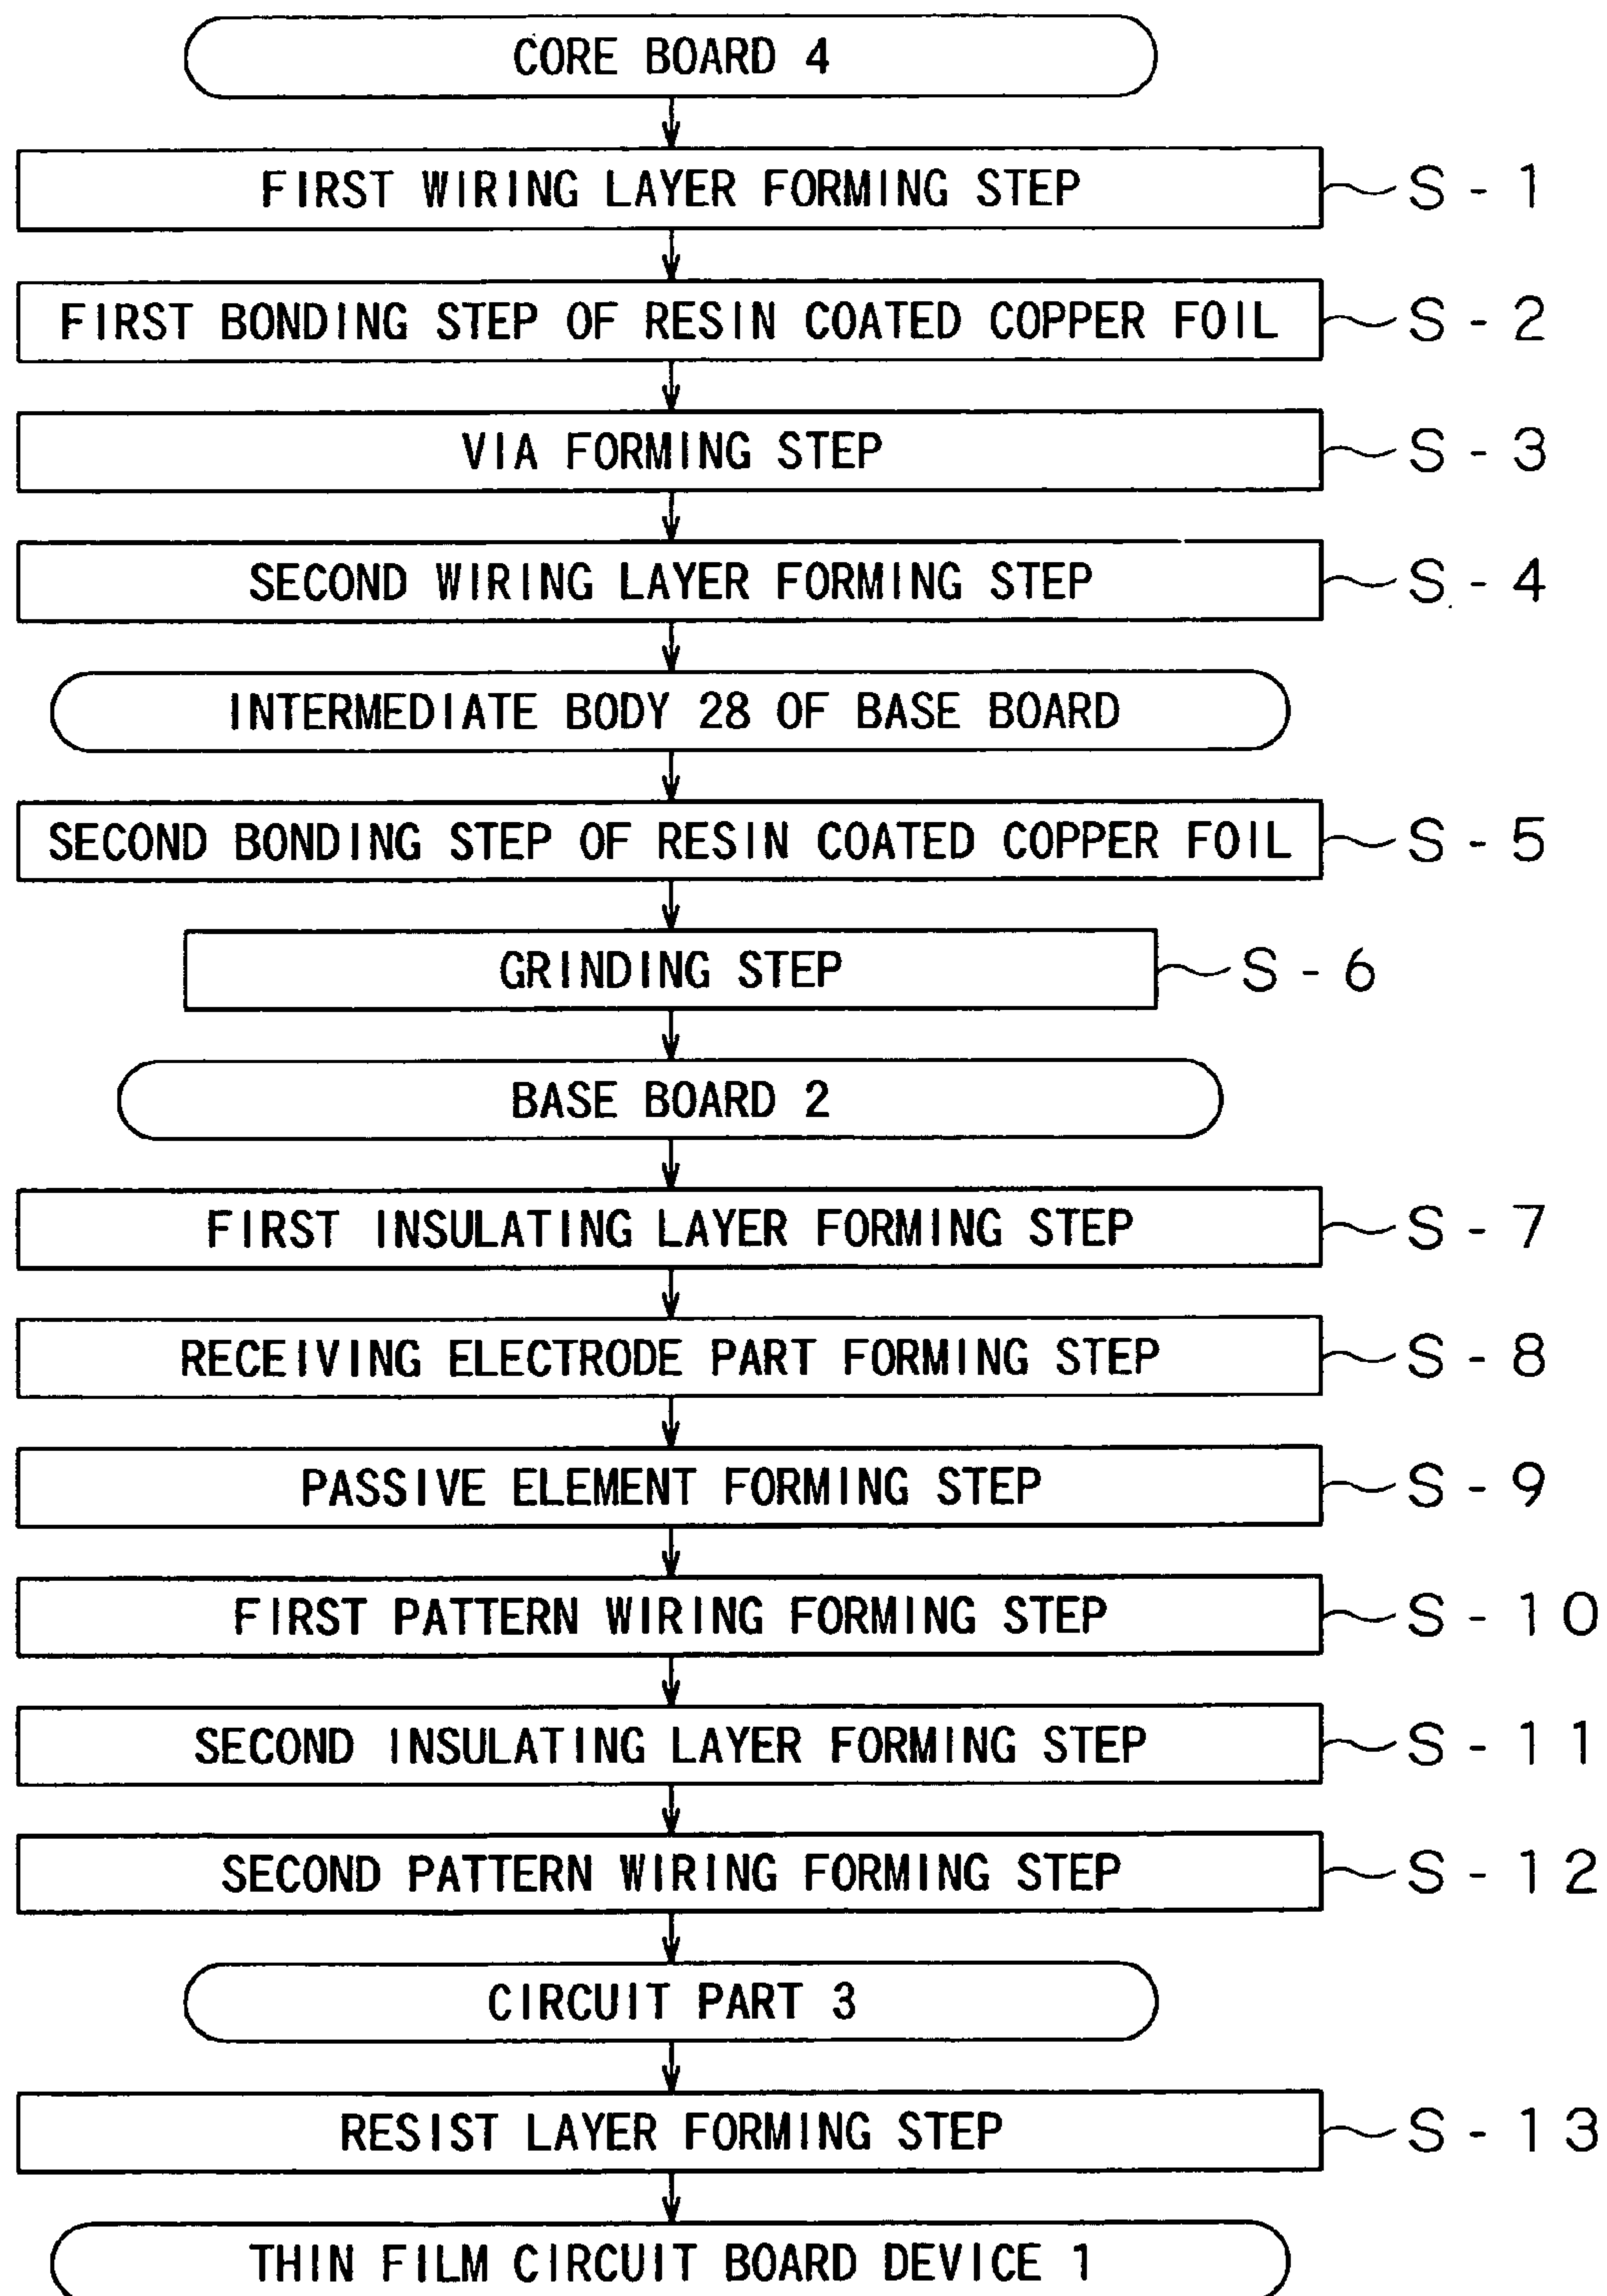 CORE BOARD 4
FIRST WIRING LAYER FORMING STEP S-1
FIRST BONDING STEP OF RESIN COATED COPPER FOIL S-2
VIA FORMING STEP S-3
SECOND WIRING LAYER FORMING STEP S-4
INTERMEDIATE BODY 28 OF BASE BOARD
SECOND BONDING STEP OF RESIN COATED COPPER FOIL S-5
GRINDING STEP S-6
BASE BOARD 2
FIRST INSULATING LAYER FORMING STEP S-7
RECEIVING ELECTRODE PART FORMING STEP S-8
PASSIVE ELEMENT FORMING STEP S-9
FIRST PATTERN WIRING FORMING STEP S-10
SECOND INSULATING LAYER FORMING STEP S-11
SECOND PATTERN WIRING FORMING STEP S-12
CIRCUIT PART 3
RESIST LAYER FORMING STEP S-13
THIN FILM CIRCUIT BOARD DEVICE 1